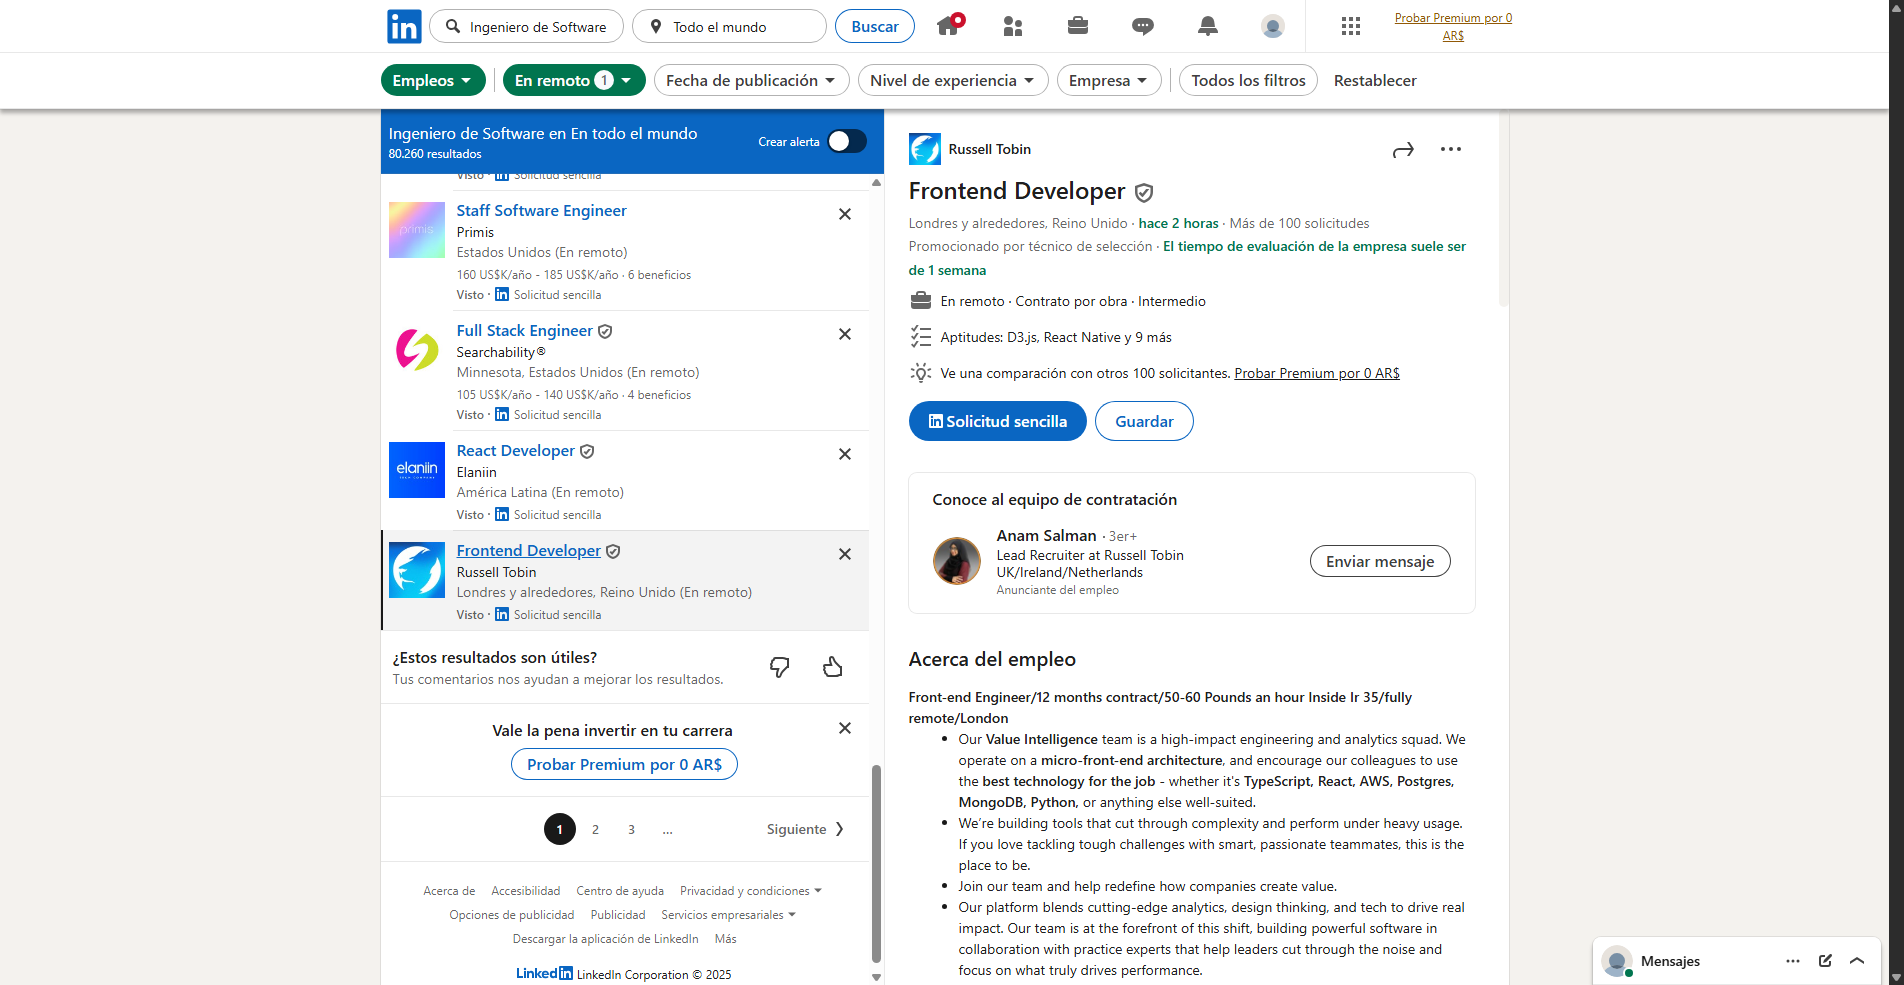 Ingeniero de Software
Todo el mundo
Buscar
Probar Premium por 0
AR$
Empleos
En remoto 1
Fecha de publicación
Nivel de experiencia
Empresa
Todos los filtros
Restablecer
Ingeniero de Software en En todo el mundo
80.260 resultados
Crear alerta
Visto · in Solicitud sencilla
primis
Staff Software Engineer
Primis
Estados Unidos (En remoto)
160 US$K/año - 185 US$K/año · 6 beneficios
Visto · in Solicitud sencilla
Full Stack Engineer
Searchability®
Minnesota, Estados Unidos (En remoto)
105 US$K/año - 140 US$K/año · 4 beneficios
Visto · in Solicitud sencilla
elaniin
React Developer
Elaniin
América Latina (En remoto)
Visto · in Solicitud sencilla
Frontend Developer
Russell Tobin
Londres y alrededores, Reino Unido (En remoto)
Visto · in Solicitud sencilla
¿Estos resultados son útiles?
Tus comentarios nos ayudan a mejorar los resultados.
Vale la pena invertir en tu carrera
Probar Premium por 0 AR$
1 2 3 ... Siguiente
Acerca de Accesibilidad Centro de ayuda Privacidad y condiciones
Opciones de publicidad Publicidad Servicios empresariales
Descargar la aplicación de LinkedIn Más
LinkedIn LinkedIn Corporation © 2025
Russell Tobin
Frontend Developer
Londres y alrededores, Reino Unido · hace 2 horas · Más de 100 solicitudes
Promocionado por técnico de selección · El tiempo de evaluación de la empresa suele ser
de 1 semana
En remoto · Contrato por obra · Intermedio
Aptitudes: D3.js, React Native y 9 más
Ve una comparación con otros 100 solicitantes. Probar Premium por 0 AR$
in Solicitud sencilla
Guardar
Conoce al equipo de contratación
Anam Salman · 3er+
Lead Recruiter at Russell Tobin
UK/Ireland/Netherlands
Anunciante del empleo
Enviar mensaje
Acerca del empleo
Front-end Engineer/12 months contract/50-60 Pounds an hour Inside Ir 35/fully
remote/London
• Our Value Intelligence team is a high-impact engineering and analytics squad. We
operate on a micro-front-end architecture, and encourage our colleagues to use
the best technology for the job - whether it's TypeScript, React, AWS, Postgres,
MongoDB, Python, or anything else well-suited.
• We're building tools that cut through complexity and perform under heavy usage.
If you love tackling tough challenges with smart, passionate teammates, this is the
place to be.
• Join our team and help redefine how companies create value.
• Our platform blends cutting-edge analytics, design thinking, and tech to drive real
impact. Our team is at the forefront of this shift, building powerful software in
collaboration with practice experts that help leaders cut through the noise and
focus on what truly drives performance.
Mensajes